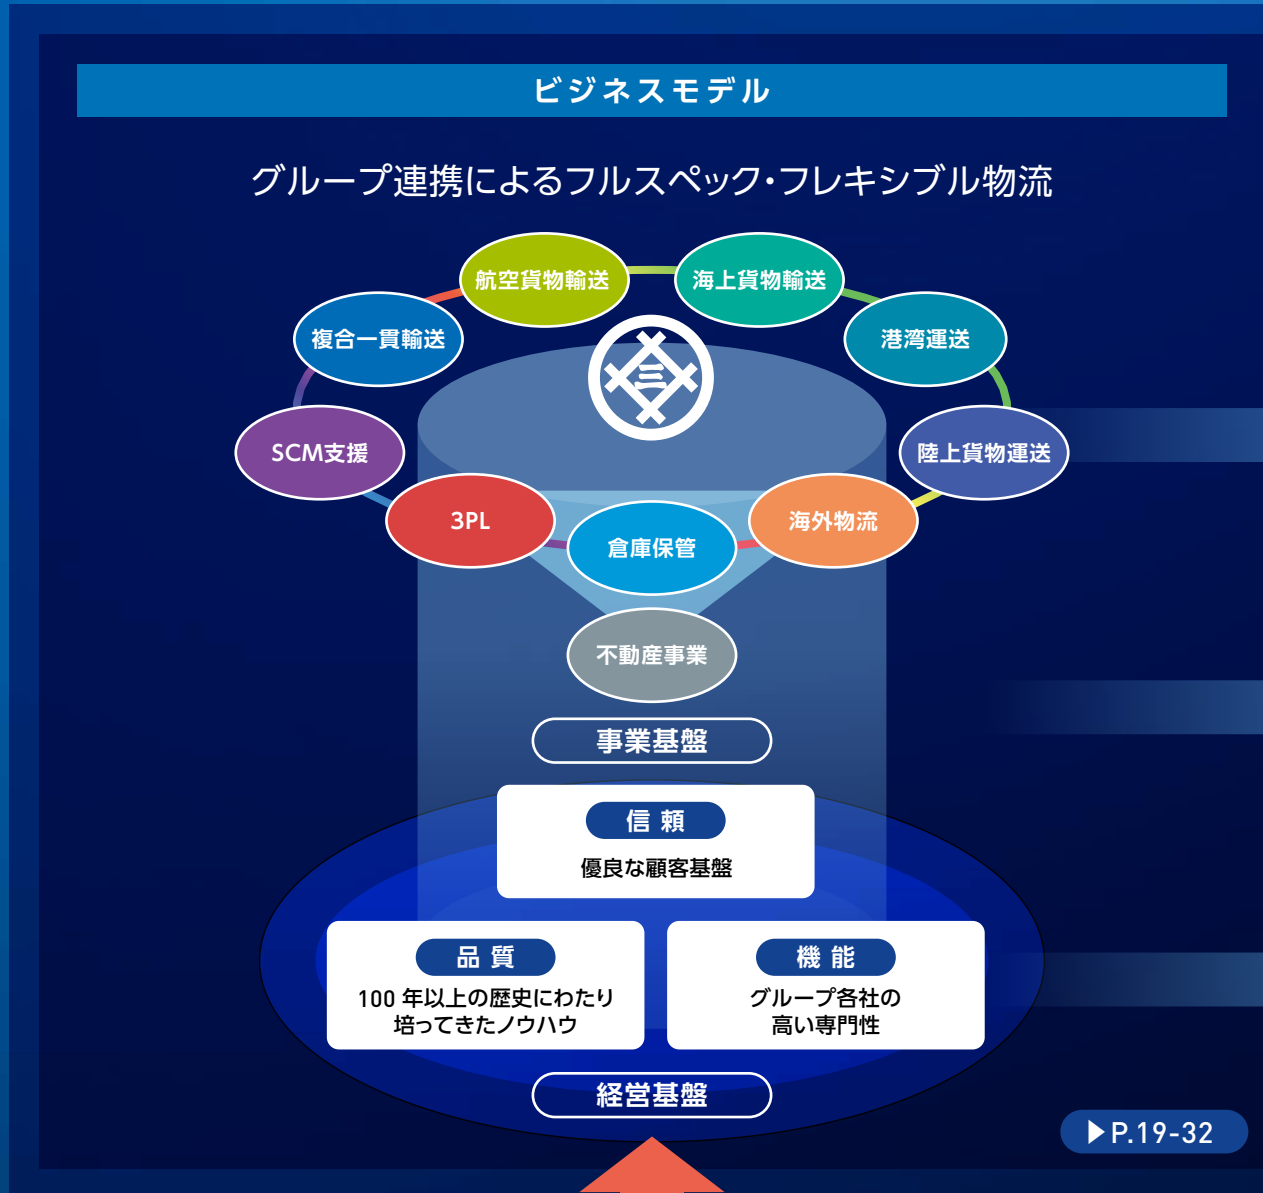 ビジネスモデル
グループ連携によるフルスペック・フレキシブル物流
航空貨物輸送
海上貨物輸送
複合一貫輸送
港湾運送
三
SCM支援
陸上貨物運送
3PL
海外物流
倉庫保管
不動産事業
事業基盤
信頼
優良な顧客基盤
品質
100年以上の歴史にわたり
培ってきたノウハウ
機能
グループ各社の
高い専門性
経営基盤
▶P.19-32